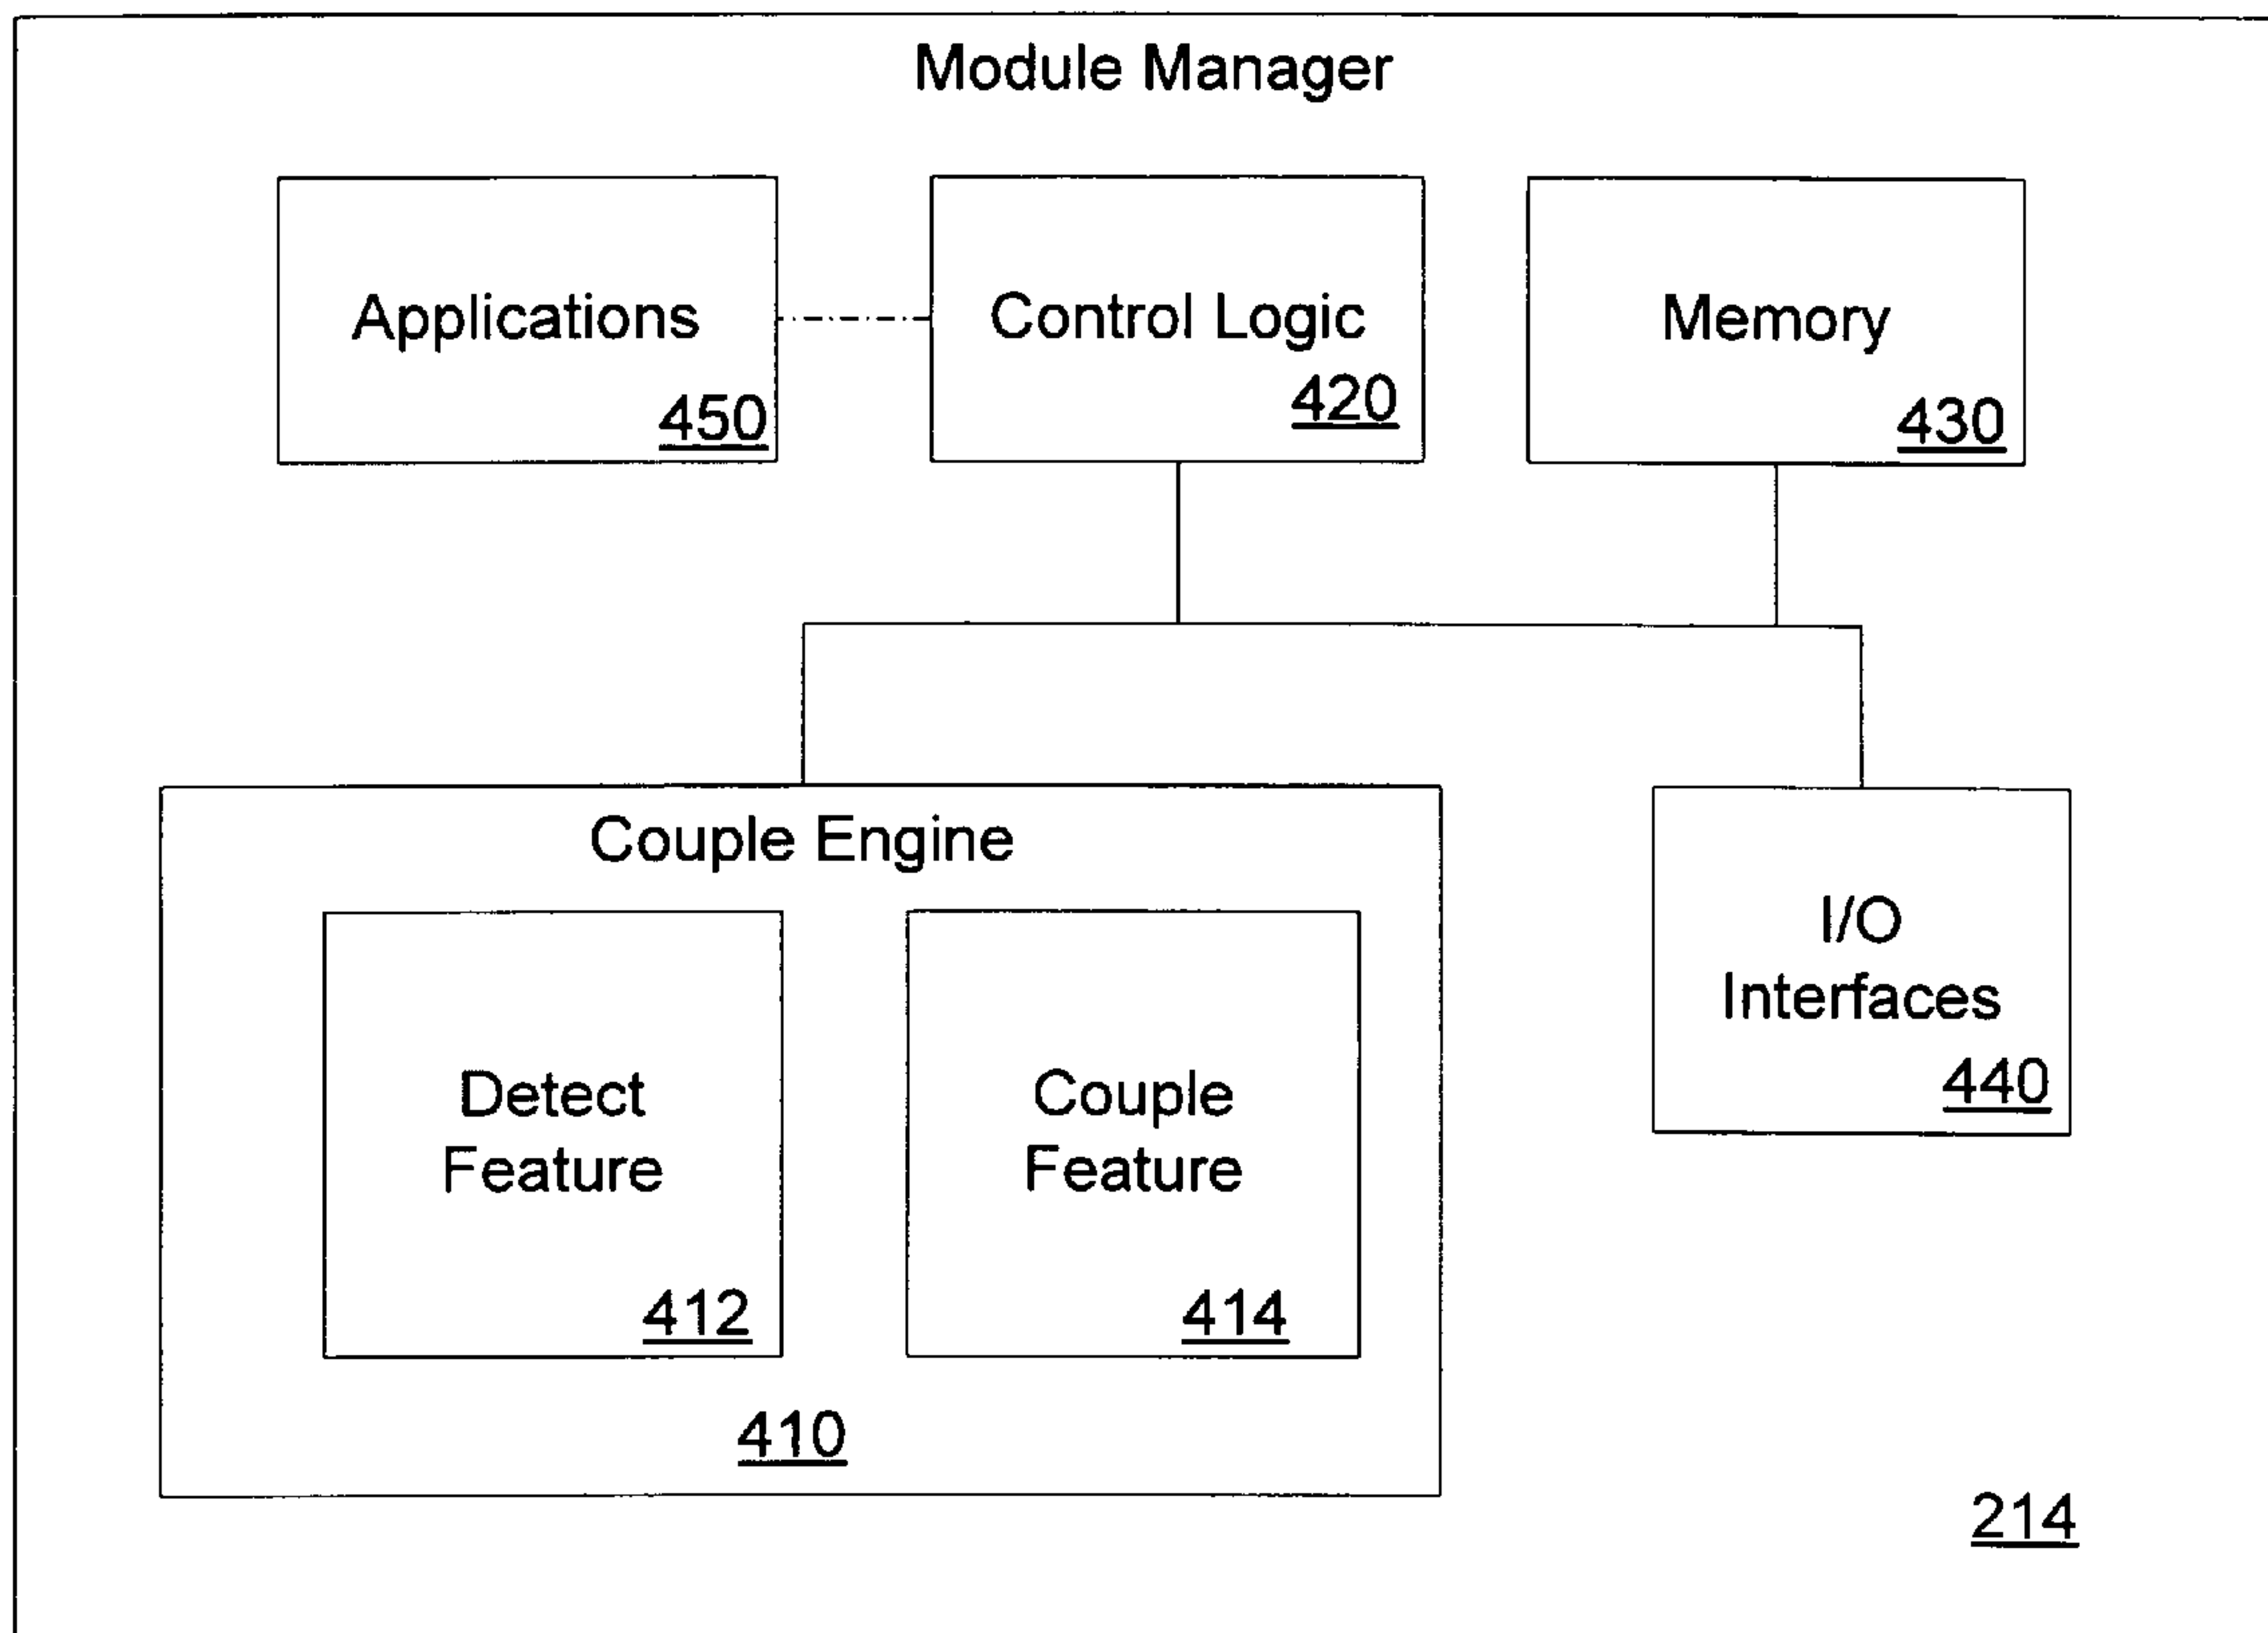 Module Manager
Applications
450
Control Logic
420
Memory
430
Couple Engine
Detect
Feature
412
Couple
Feature
414
410
I/O
Interfaces
440
214